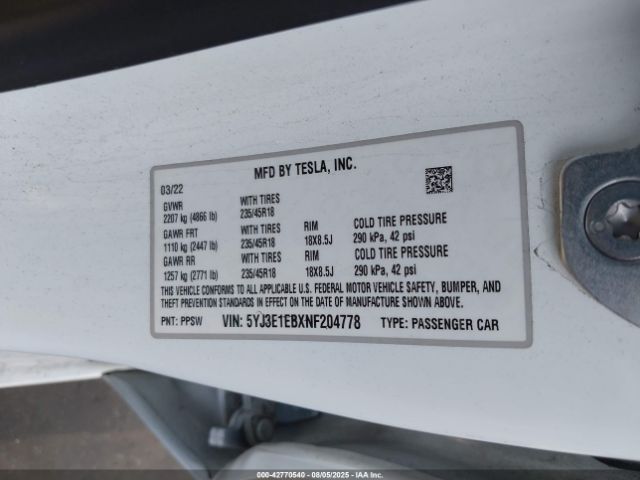 MFD BY TESLA, INC.
03/22
GVWR WITH TIRES
2207 kg (4866 lb) 235/45R18
GAWR FRT WITH TIRES RIM COLD TIRE PRESSURE
1110 kg (2447 lb) 235/45R18 18X8.5J 290 kPa, 42 psi
GAWR RR WITH TIRES RIM COLD TIRE PRESSURE
1257 kg (2771 lb) 235/45R18 18X8.5J 290 kPa, 42 psi
THIS VEHICLE CONFORMS TO ALL APPLICABLE U.S. FEDERAL MOTOR VEHICLE SAFETY, BUMPER, AND
THEFT PREVENTION STANDARDS IN EFFECT ON THE DATE OF MANUFACTURE SHOWN ABOVE.
PNT: PPSW VIN: 5YJ3E1EBXNF204778 TYPE: PASSENGER CAR
000-42770540 - 08/05/2025 - IAA Inc.